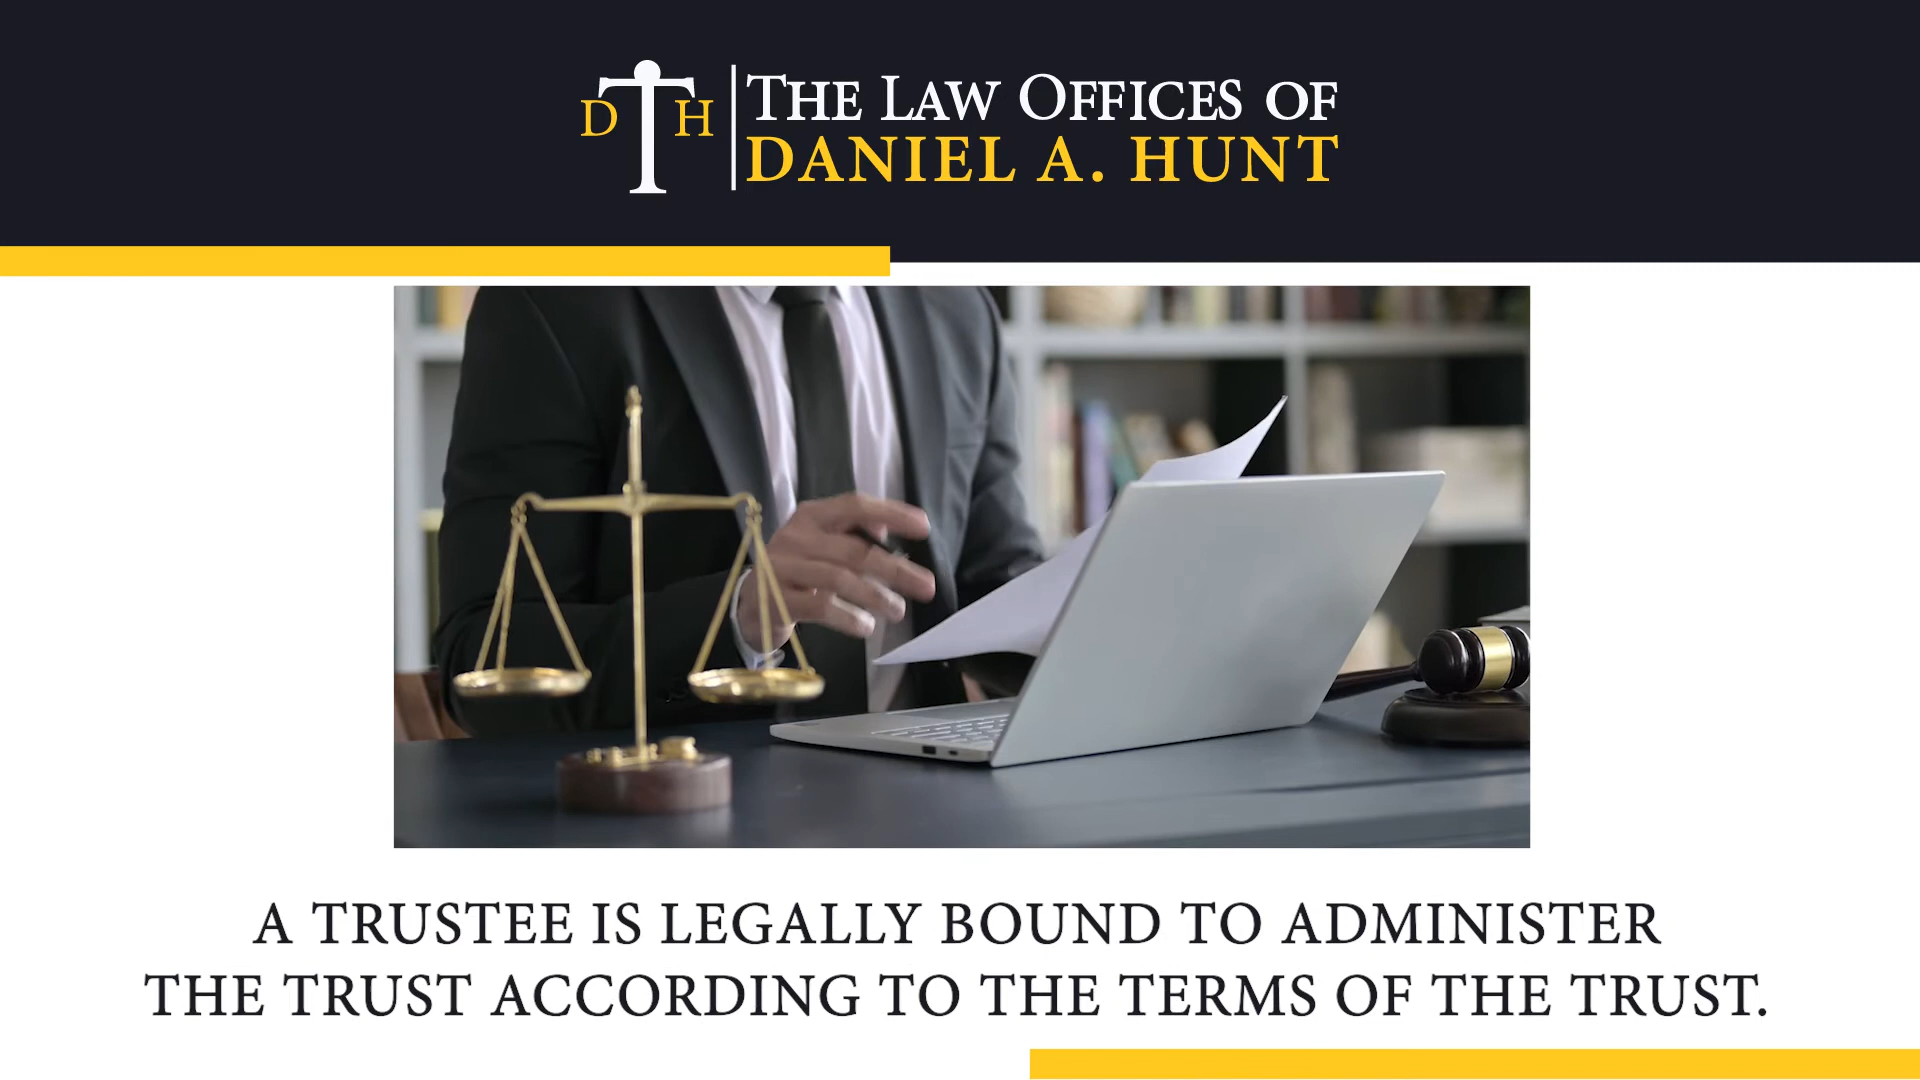 DTH
THE LAW OFFICES OF
DANIEL A. HUNT
A TRUSTEE IS LEGALLY BOUND TO ADMINISTER
THE TRUST ACCORDING TO THE TERMS OF THE TRUST.